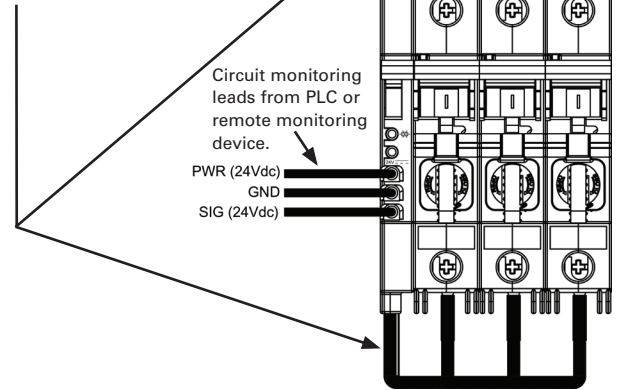 Circuit monitoring
leads from PLC or
remote monitoring
device.
PWR (24Vdc)
GND
SIG (24Vdc)